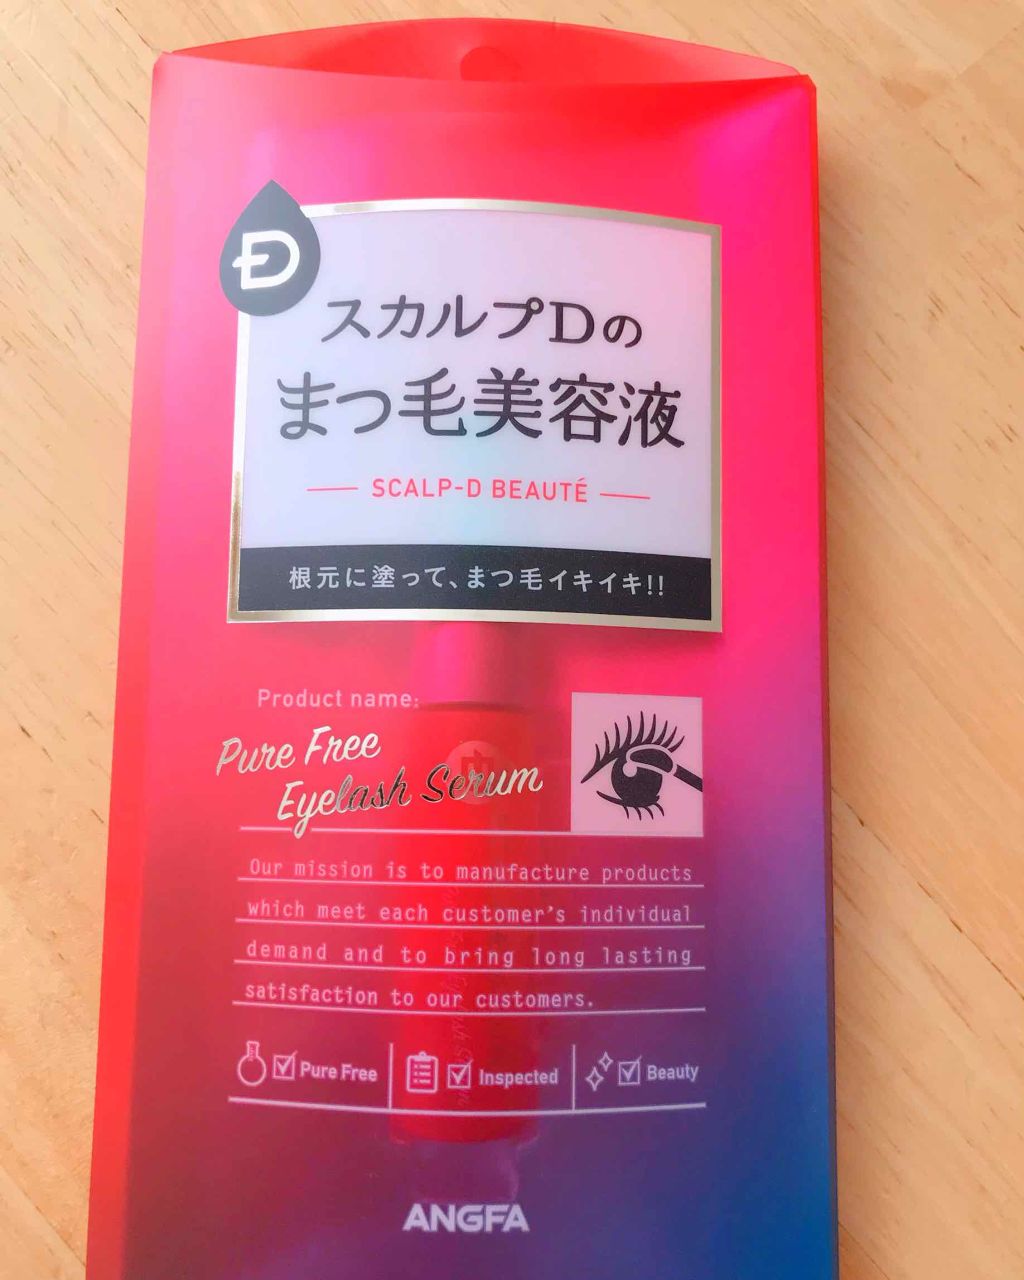 Đ
スカルプDの
まつ毛美容液
SCALP-D BEAUTÉ
根元に塗って、まつ毛イキイキ!!
Product name:
Pure Free
Eyelash Serum
Our mission is to manufacture products
which meet each customer's individual
demand and to bring long lasting
satisfaction to our customers.
Pure Free
Inspected
Beauty
ANGFA